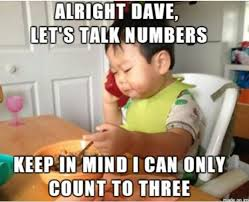 ALRIGHT DAVE,
LET'S TALK NUMBERS
KEEP IN MIND I CAN ONLY
COUNT TO THREE